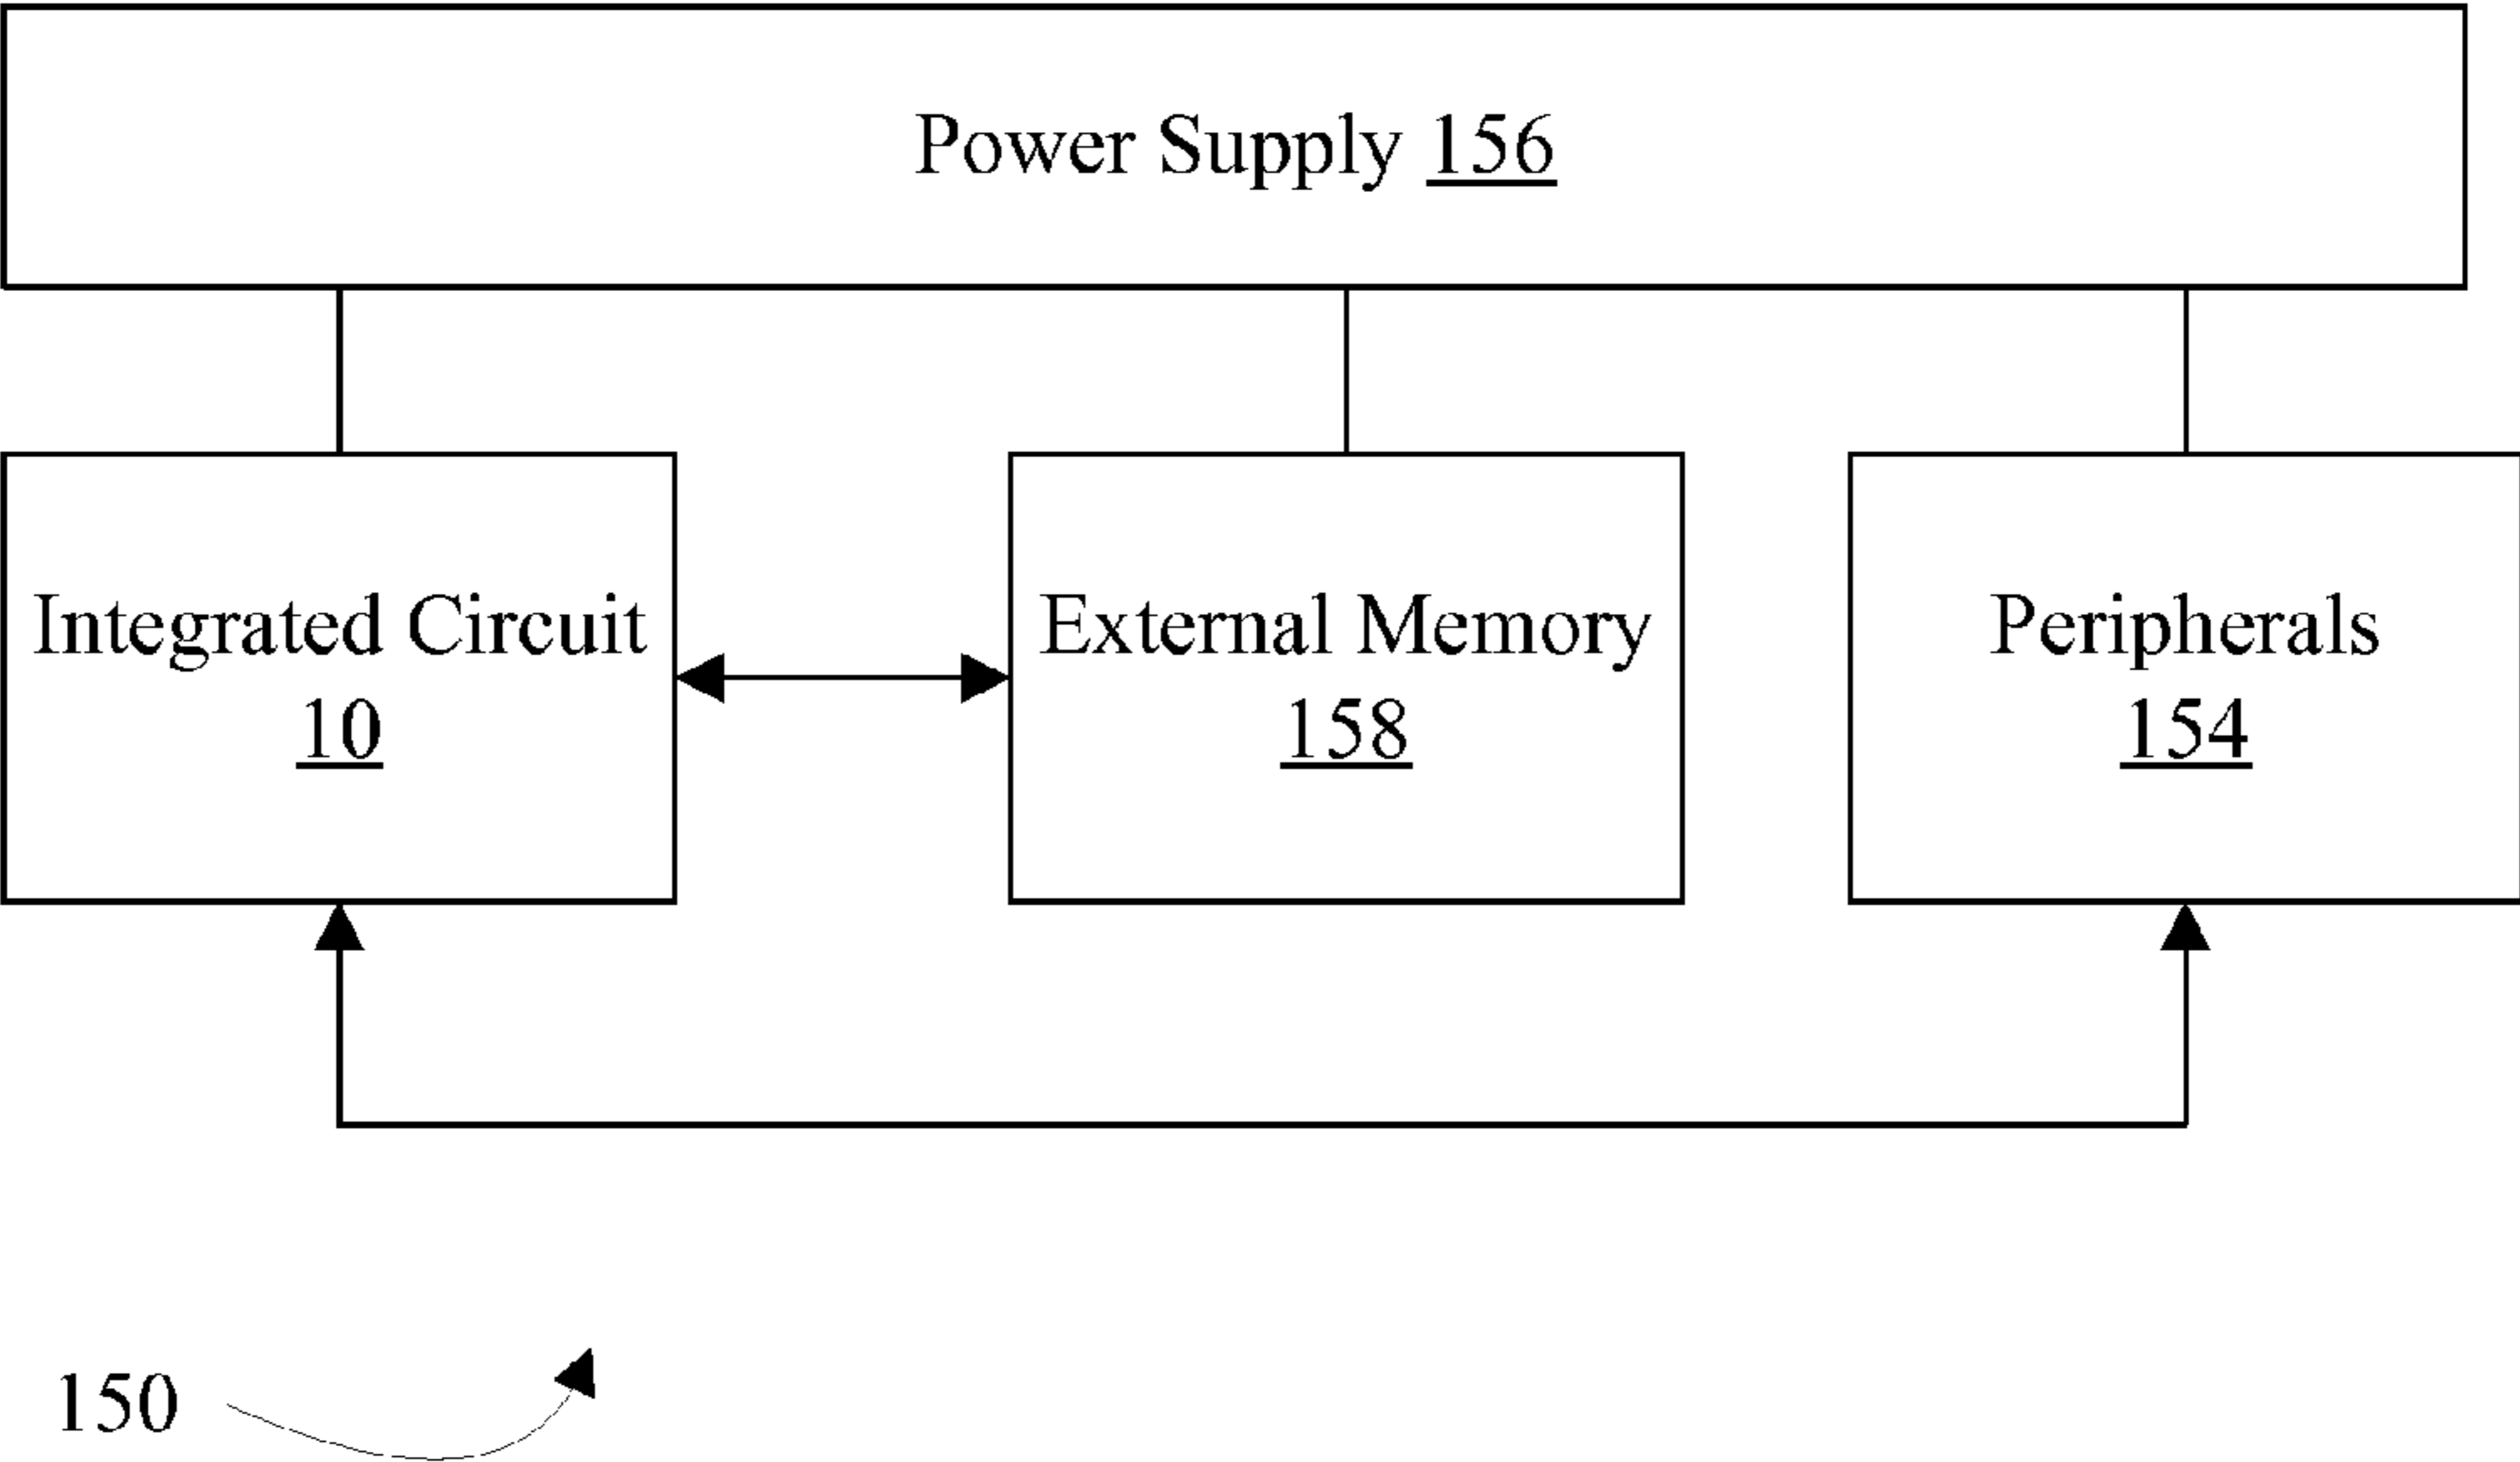 Power Supply 156
Integrated Circuit
10
External Memory
158
Peripherals
154
150